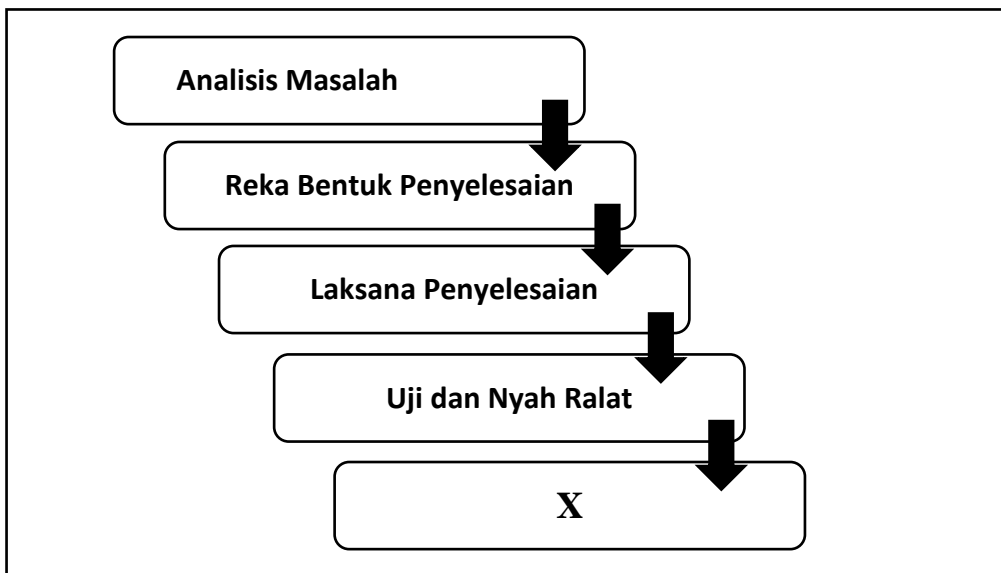 Analisis Masalah
Reka Bentuk Penyelesaian
Laksana Penyelesaian
Uji dan Nyah Ralat
X